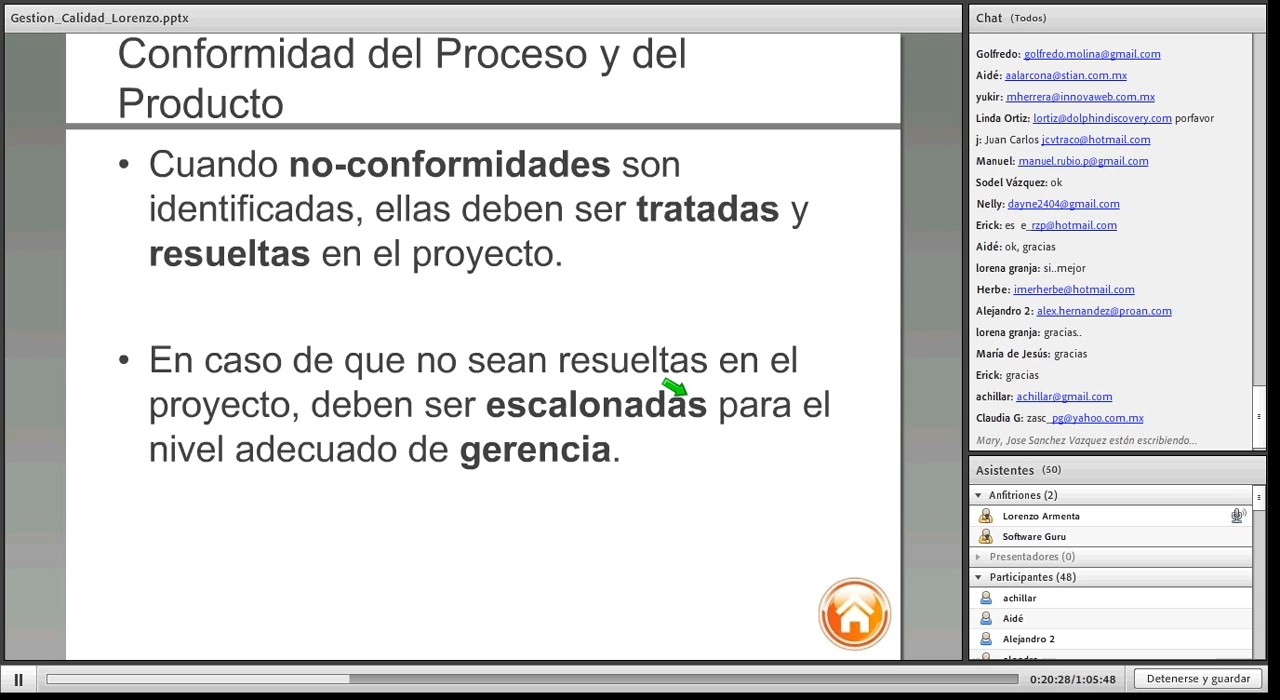 Gestion_Calidad_Lorenzo.pptx
Conformidad del Proceso y del
Producto
• Cuando no-conformidades son
identificadas, ellas deben ser tratadas y
resueltas en el proyecto.
• En caso de que no sean resueltas en el
proyecto, deben ser escalonadas para el
nivel adecuado de gerencia.
Chat (Todos)
Golfredo: golfredo.molina@gmail.com
Aidé: aalarcona@stian.com.mx
yukir: mherrera@innovaweb.com.mx
Linda Ortiz: lortiz@dolphindiscovery.com porfavor
j: Juan Carlos jcvtraco@hotmail.com
Manuel: manuel.rubio.p@gmail.com
Sodel Vázquez: ok
Nelly: dayne2404@gmail.com
Erick: es e_rzp@hotmail.com
Aidé: ok, gracias
lorena granja: si..mejor
Herbe: imerherbe@hotmail.com
Alejandro 2: alex.hernandez@proan.com
lorena granja: gracias..
María de Jesús: gracias
Erick: gracias
achillar: achillar@gmail.com
Claudia G: zasc_pg@yahoo.com.mx
Mary, Jose Sanchez Vazquez están escribiendo...
Asistentes (50)
Anfitriones (2)
Lorenzo Armenta
Software Guru
Presentadores (0)
Participantes (48)
achillar
Aidé
Alejandro 2
0:20:28/1:05:48
Detenerse y guardar